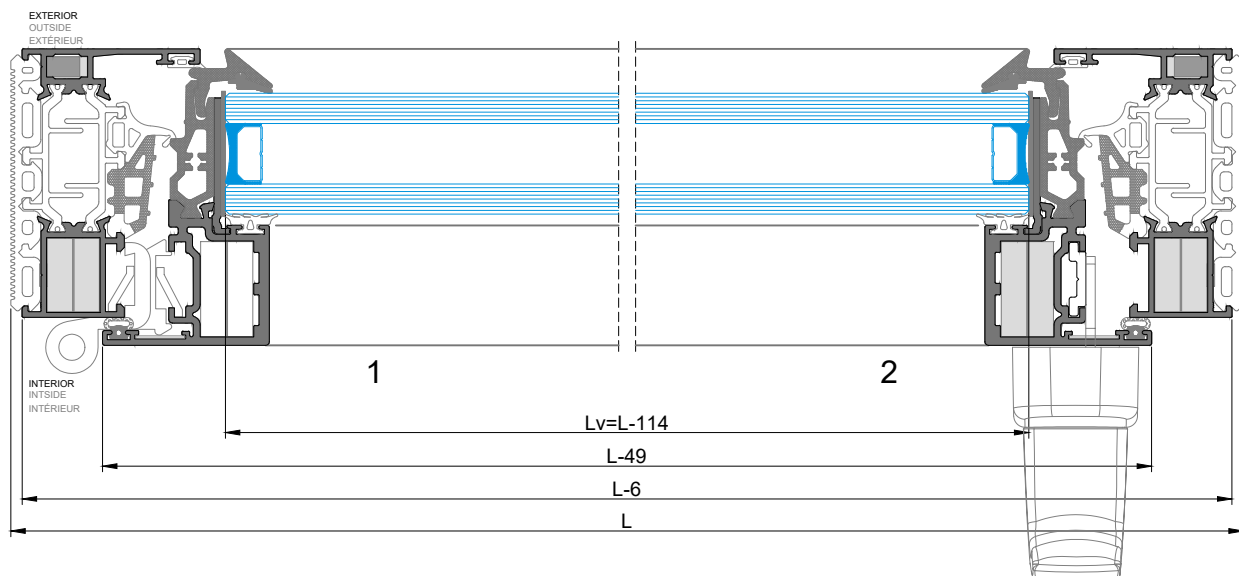 EXTERIOR
OUTSIDE
EXTÉRIEUR
INTERIOR
INTSIDE
INTÉRIEUR
1
2
Lv=L-114
L-49
L-6
L